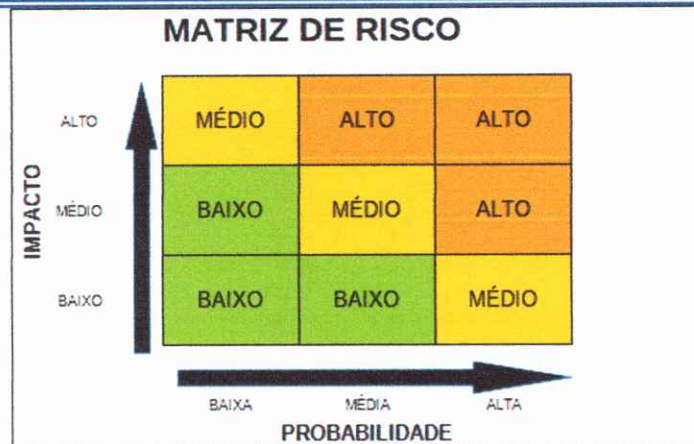 MATRIZ DE RISCO
ALTO
MÉDIO
ALTO
ALTO
IMPACTO
MÉDIO
BAIXO
MÉDIO
ALTO
BAIXO
BAIXO
BAIXO
MÉDIO
BAIXA
MÉDIA
ALTA
PROBABILIDADE